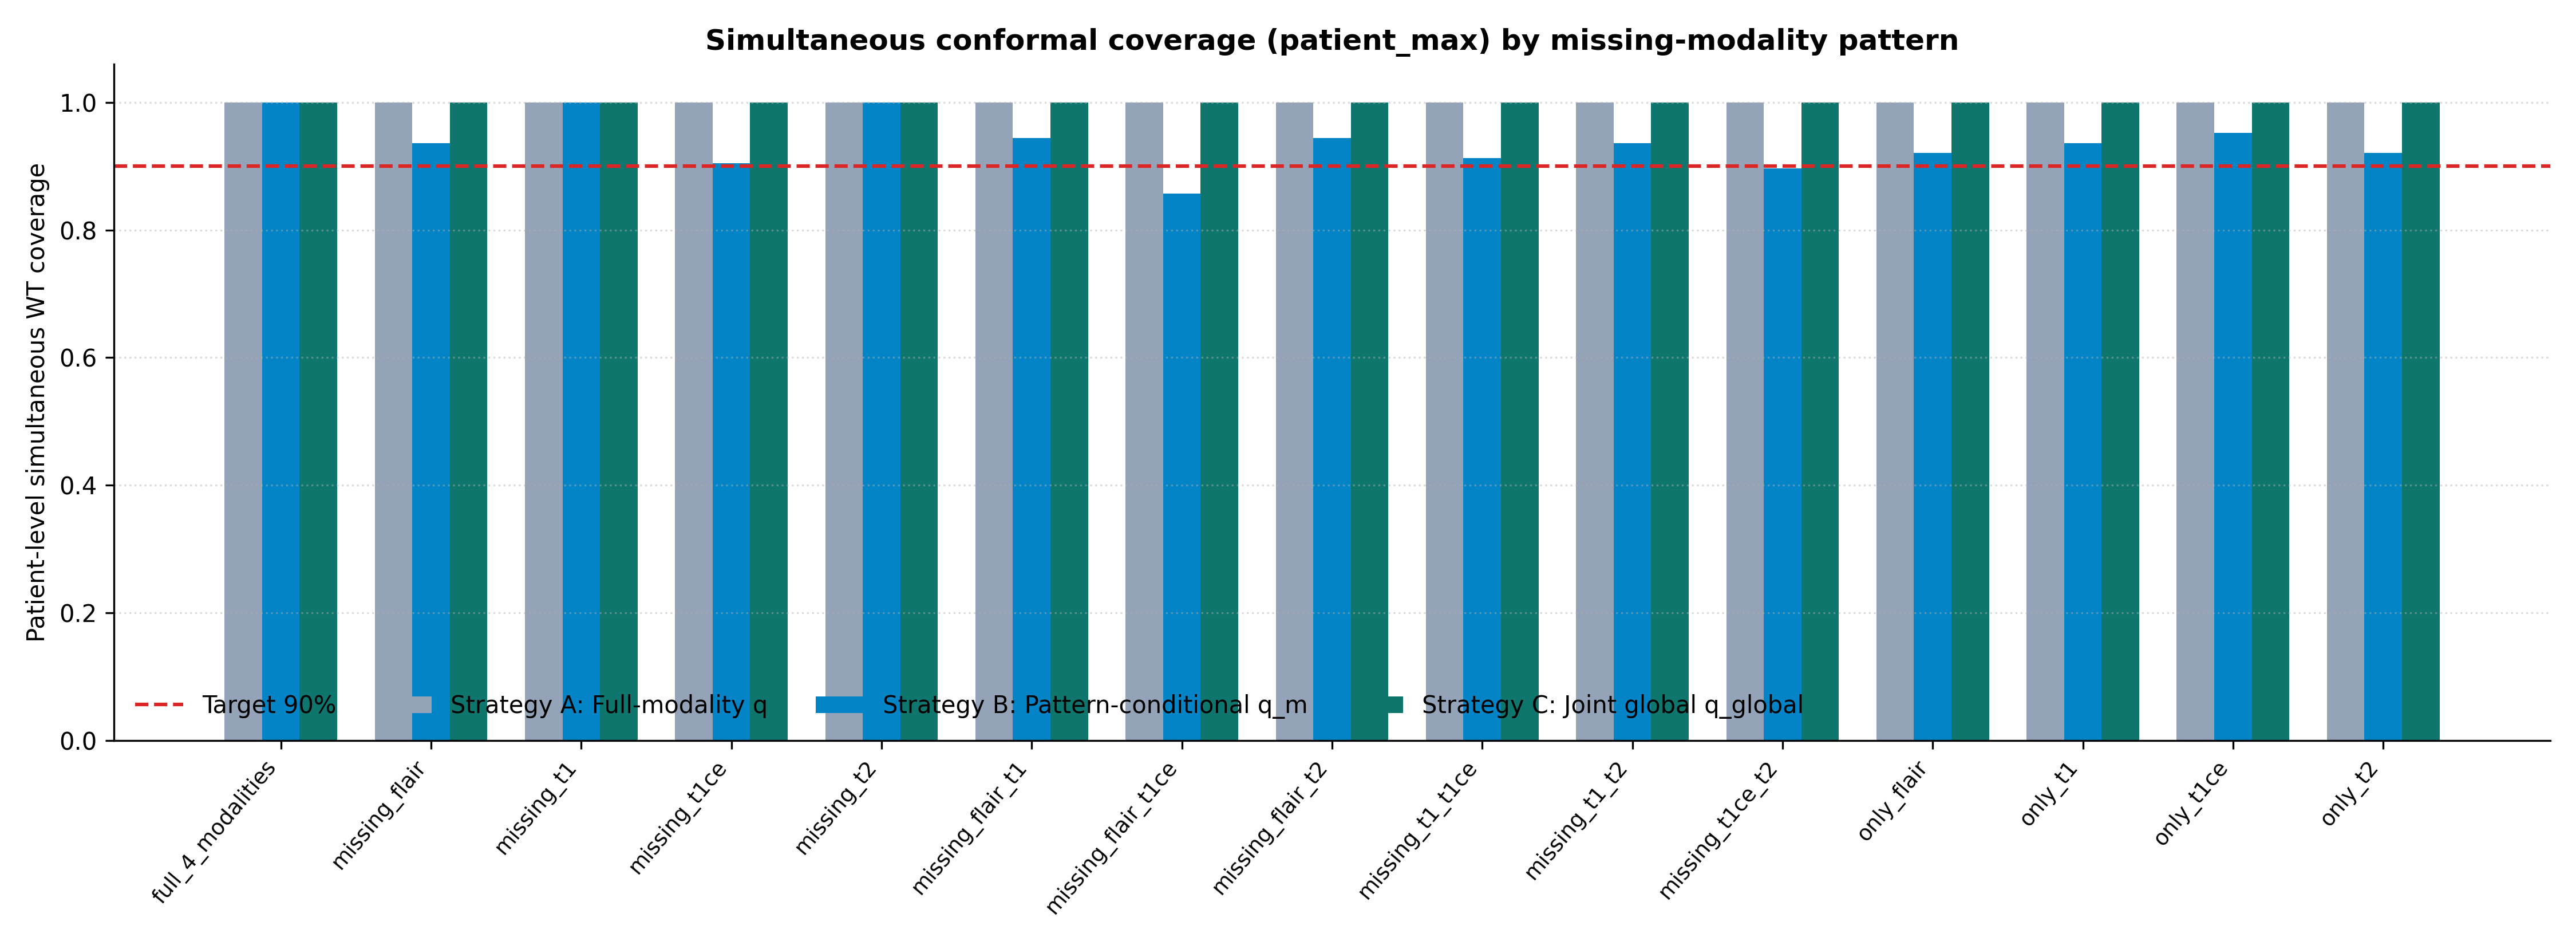 Simultaneous conformal coverage (patient_max) by missing-modality pattern
Patient-level simultaneous WT coverage
1.0
0.8
0.6
0.4
0.2
0.0
Target 90%
Strategy A: Full-modality q
Strategy B: Pattern-conditional q_m
Strategy C: Joint global q_global
full_4_modalities
missing_flair
missing_t1
missing_t1ce
missing_t2
missing_flair_t1
missing_flair_t1ce
missing_flair_t2
missing_t1_t1ce
missing_t1_t2
missing_t1ce_t2
only_flair
only_t1
only_t1ce
only_t2